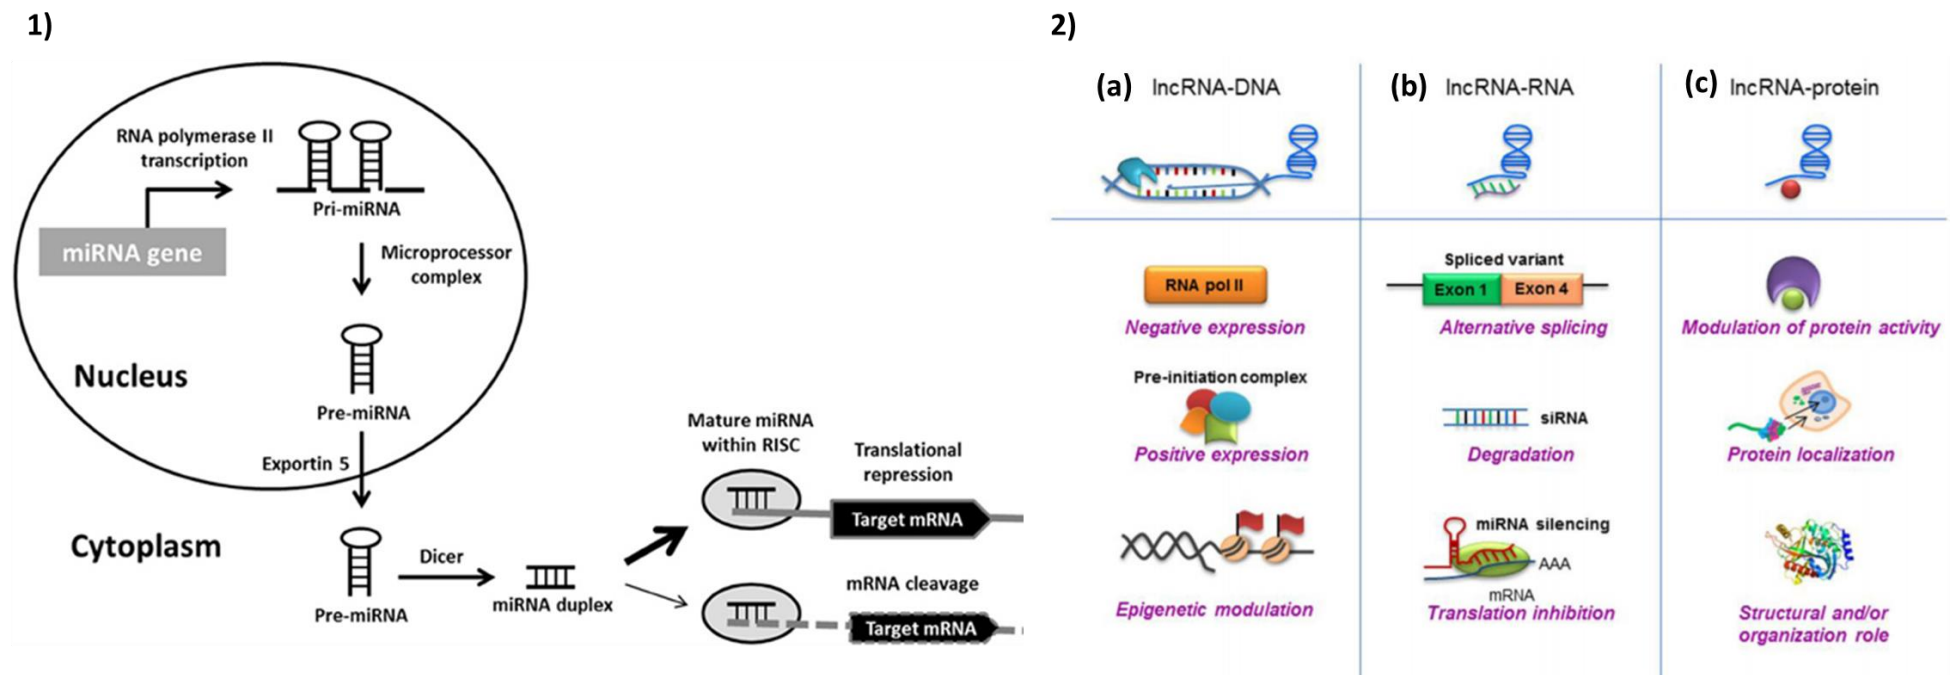 1)
RNA polymerase II
transcription
Pri-miRNA
miRNA gene
Microprocessor
complex
Nucleus
Pre-miRNA
Exportin 5
Cytoplasm
Pre-miRNA
Dicer
miRNA duplex
Mature miRNA
within RISC
Translational
repression
Target mRNA
mRNA cleavage
Target mRNA
2)
(a) lncRNA-DNA
RNA pol II
Negative expression
Pre-initiation complex
Positive expression
Epigenetic modulation
(b) lncRNA-RNA
Spliced variant
Exon 1 Exon 4
Alternative splicing
siRNA
Degradation
miRNA silencing
AAA
mRNA
Translation inhibition
(c) lncRNA-protein
Modulation of protein activity
Protein localization
Structural and/or
organization role